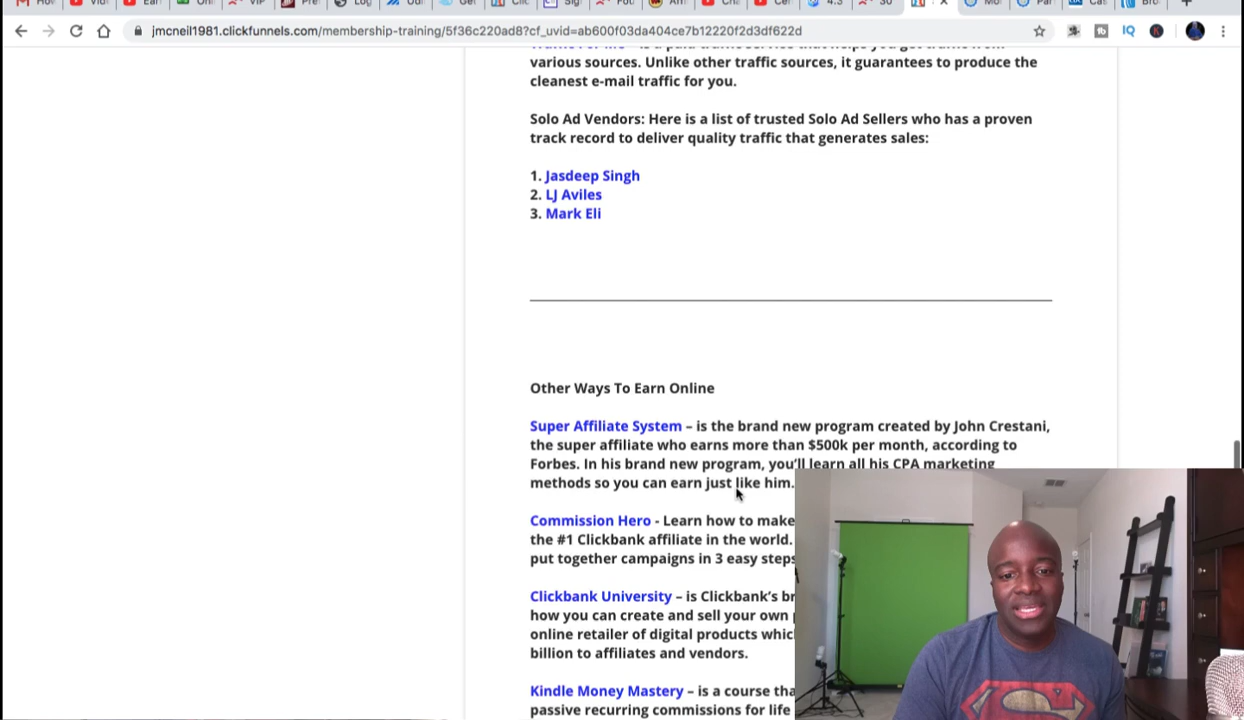 jmcneil1981.clickfunnels.com/membership-training/5f36c220ad8?cf_uvid=ab600f03da404ce7b12220f2d3df622d
various sources. Unlike other traffic sources, it guarantees to produce the
cleanest e-mail traffic for you.
Solo Ad Vendors: Here is a list of trusted Solo Ad Sellers who has a proven
track record to deliver quality traffic that generates sales:
1. Jasdeep Singh
2. LJ Aviles
3. Mark Eli
Other Ways To Earn Online
Super Affiliate System – is the brand new program created by John Crestani,
the super affiliate who earns more than $500k per month, according to
Forbes. In his brand new program, you'll learn all his CPA marketing
methods so you can earn just like him.
Commission Hero - Learn how to make
the #1 Clickbank affiliate in the world.
put together campaigns in 3 easy steps
Clickbank University – is Clickbank's br
how you can create and sell your own
online retailer of digital products whic
billion to affiliates and vendors.
Kindle Money Mastery – is a course tha
passive recurring commissions for life
IQ